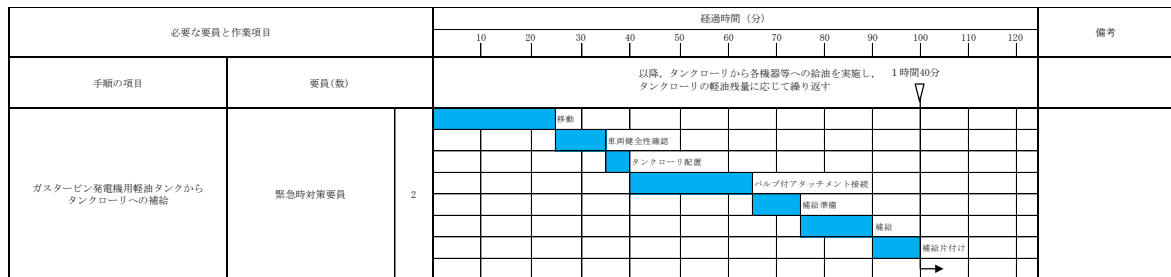 必要な要員と作業項目
経過時間（分）
備考
10 20 30 40 50 60 70 80 90 100 110 120
手順の項目
要員(数)
以降，タンクローリから各機器等への給油を実施し，
タンクローリの軽油残量に応じて繰り返す
1時間40分
ガスタービン発電機用軽油タンクから
タンクローリへの補給
緊急時対策要員
2
移動
車両健全性確認
タンクローリ配置
バルブ付アタッチメント接続
補給準備
補給
補給片付け